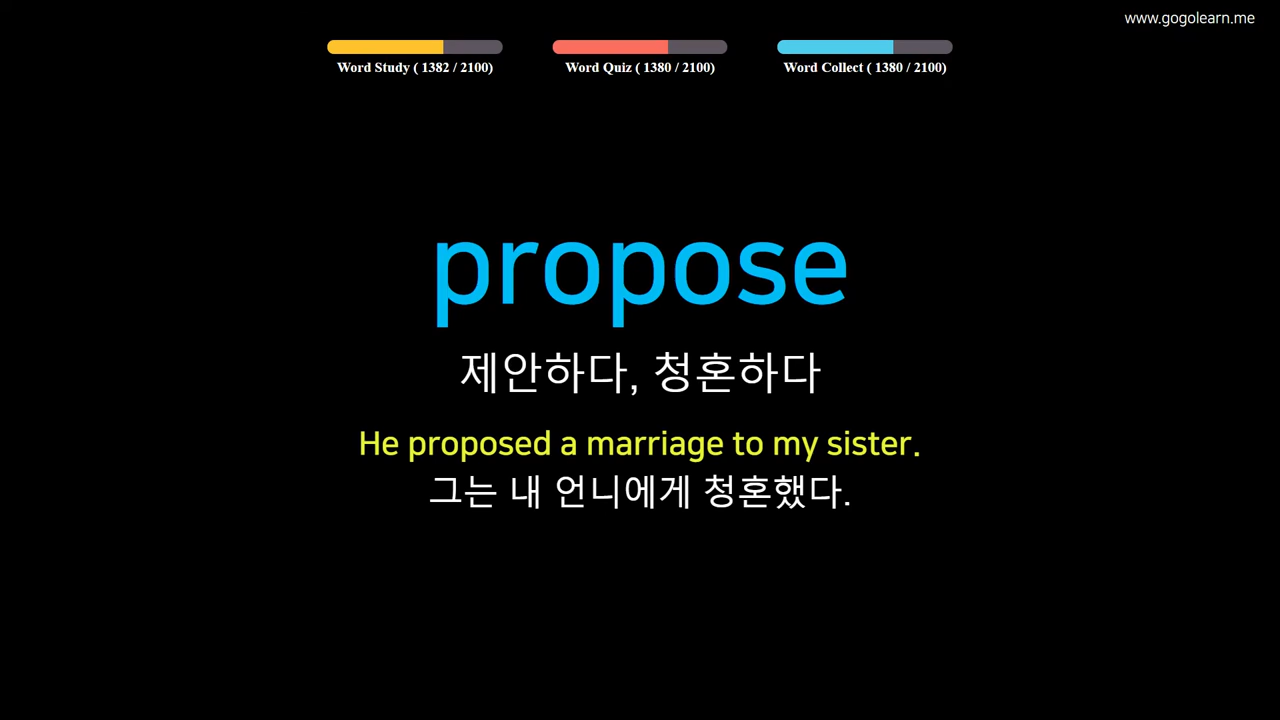 www.gogolearn.me
Word Study ( 1382 / 2100)
Word Quiz ( 1380 / 2100)
Word Collect ( 1380 / 2100)
propose
제안하다, 청혼하다
He proposed a marriage to my sister.
그는 내 언니에게 청혼했다.